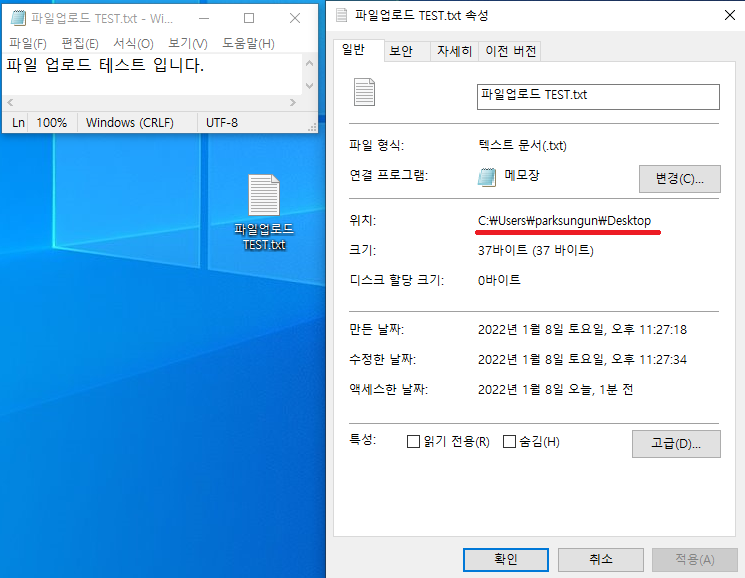 파일업로드 TEST.txt - Wi...
파일(F) 편집(E) 서식(O) 보기(V) 도움말(H)
파일 업로드 테스트 입니다.
Ln 100% Windows (CRLF) UTF-8
파일업로드
TEST.txt
파일업로드 TEST.txt 속성
일반 보안 자세히 이전 버전
파일업로드 TEST.txt
파일 형식: 텍스트 문서(.txt)
연결 프로그램: 메모장 변경(C)...
위치: C:₩Users₩parksungun₩Desktop
크기: 37바이트 (37 바이트)
디스크 할당 크기: 0바이트
만든 날짜: 2022년 1월 8일 토요일, 오후 11:27:18
수정한 날짜: 2022년 1월 8일 토요일, 오후 11:27:34
액세스한 날짜: 2022년 1월 8일 오늘, 1분 전
특성: 읽기 전용(R) 숨김(H) 고급(D)...
확인 취소 적용(A)